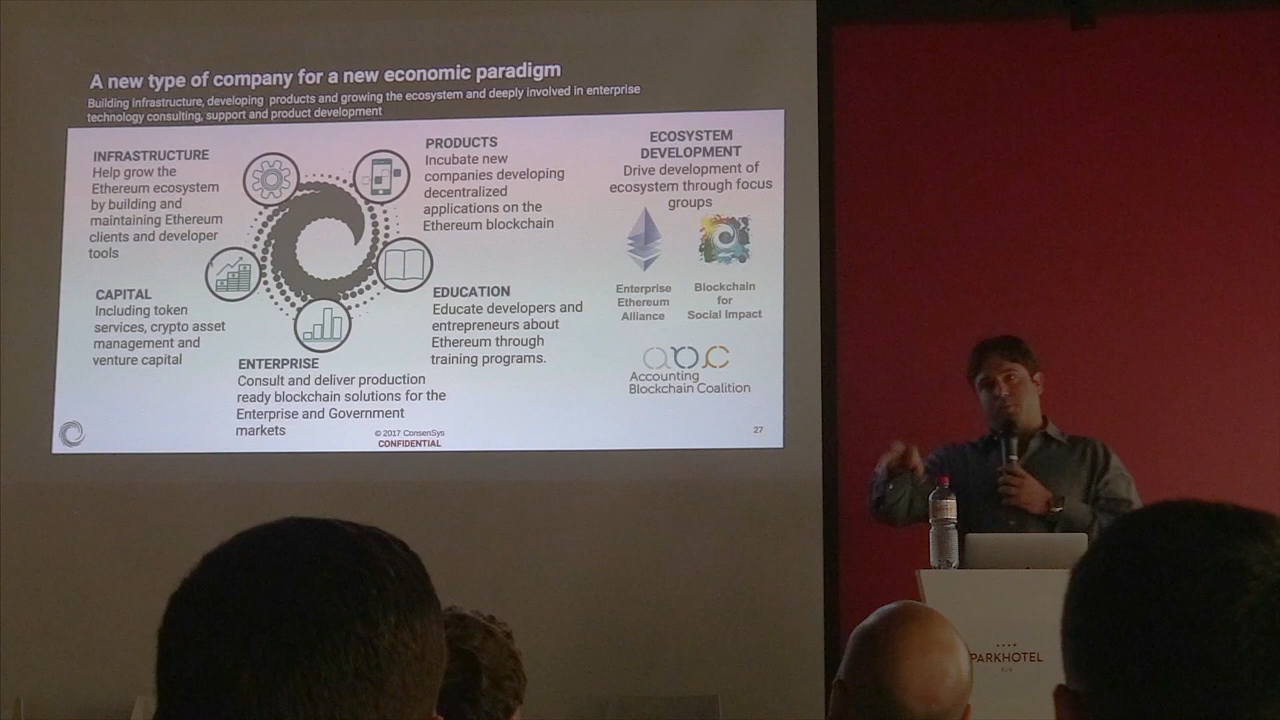 A new type of company for a new economic paradigm
Building infrastructure, developing products and growing the ecosystem and deeply involved in enterprise
technology consulting, support and product development
INFRASTRUCTURE
Help grow the
Ethereum ecosystem
by building and
maintaining Ethereum
clients and developer
tools
PRODUCTS
Incubate new
companies developing
decentralized
applications on the
Ethereum blockchain
CAPITAL
Including token
services, crypto asset
management and
venture capital
EDUCATION
Educate developers and
entrepreneurs about
Ethereum through
training programs.
ENTERPRISE
Consult and deliver production
ready blockchain solutions for the
Enterprise and Government
markets
ECOSYSTEM
DEVELOPMENT
Drive development of
ecosystem through focus
groups
Enterprise
Ethereum
Alliance
Blockchain
for
Social Impact
abc
Accounting
Blockchain Coalition
© 2017 ConsenSys
CONFIDENTIAL
27
PARKHOTEL